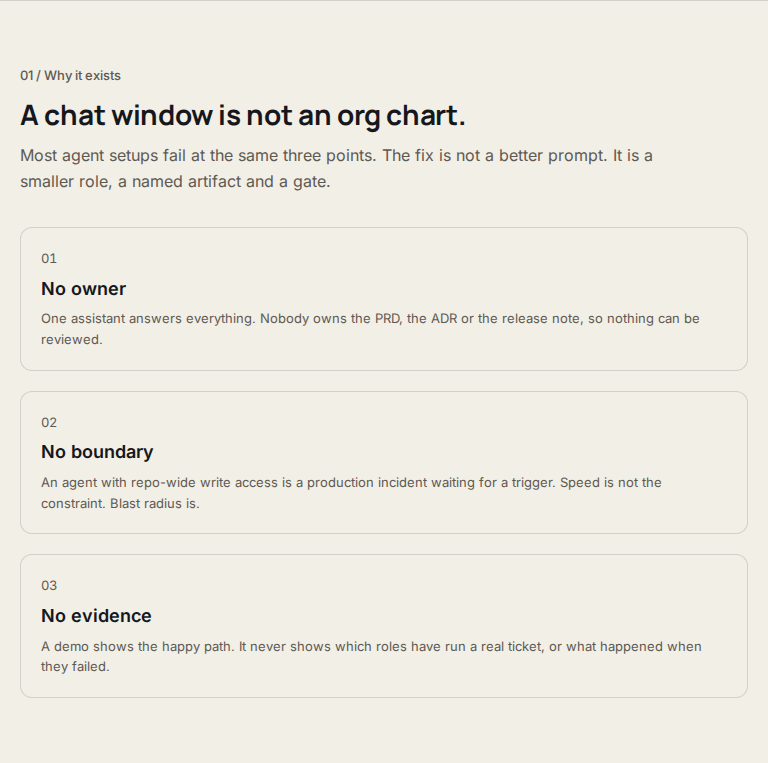 01 / Why it exists
A chat window is not an org chart.
Most agent setups fail at the same three points. The fix is not a better prompt. It is a
smaller role, a named artifact and a gate.
01
No owner
One assistant answers everything. Nobody owns the PRD, the ADR or the release note, so nothing can be
reviewed.
02
No boundary
An agent with repo-wide write access is a production incident waiting for a trigger. Speed is not the
constraint. Blast radius is.
03
No evidence
A demo shows the happy path. It never shows which roles have run a real ticket, or what happened when
they failed.